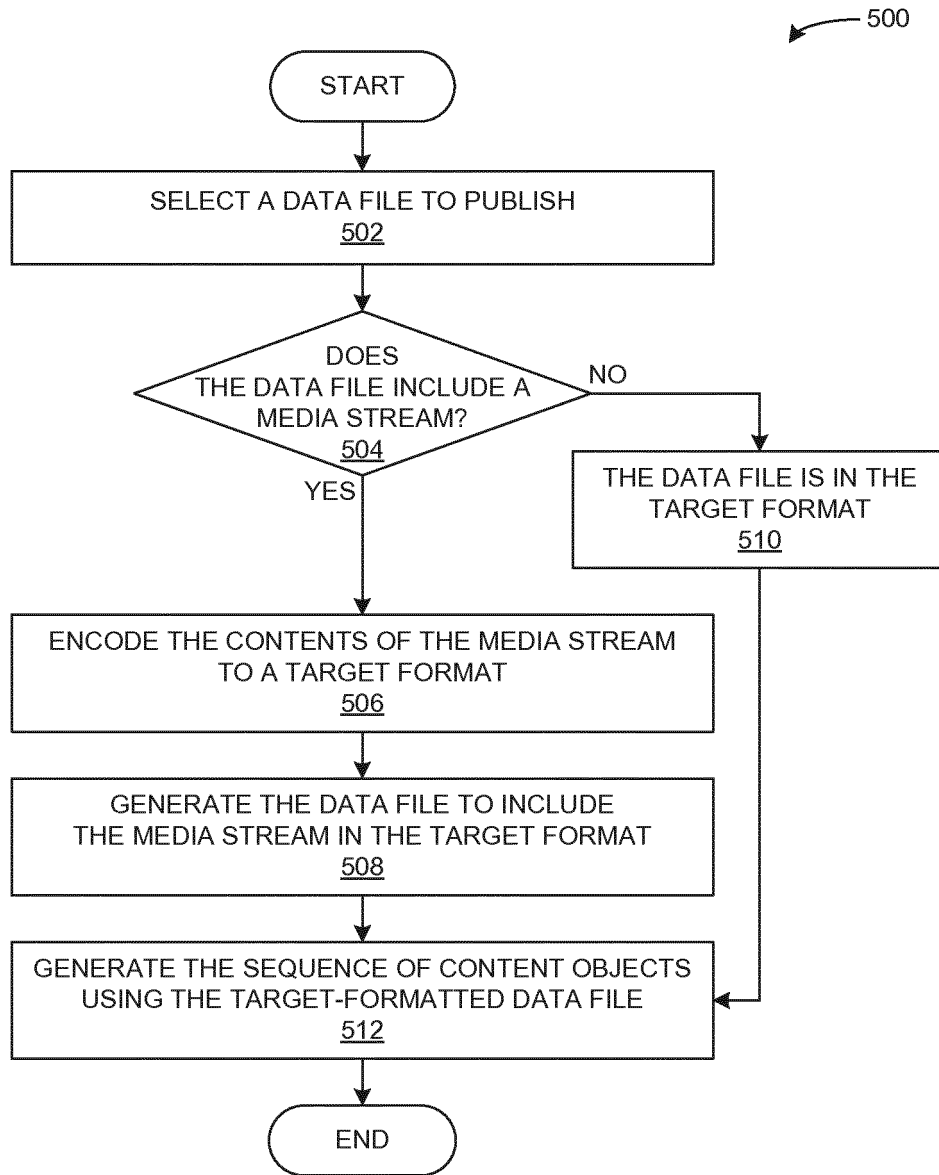 500
START
SELECT A DATA FILE TO PUBLISH
502
DOES
THE DATA FILE INCLUDE A
MEDIA STREAM?
504
NO
YES
THE DATA FILE IS IN THE
TARGET FORMAT
510
ENCODE THE CONTENTS OF THE MEDIA STREAM
TO A TARGET FORMAT
506
GENERATE THE DATA FILE TO INCLUDE
THE MEDIA STREAM IN THE TARGET FORMAT
508
GENERATE THE SEQUENCE OF CONTENT OBJECTS
USING THE TARGET-FORMATTED DATA FILE
512
END